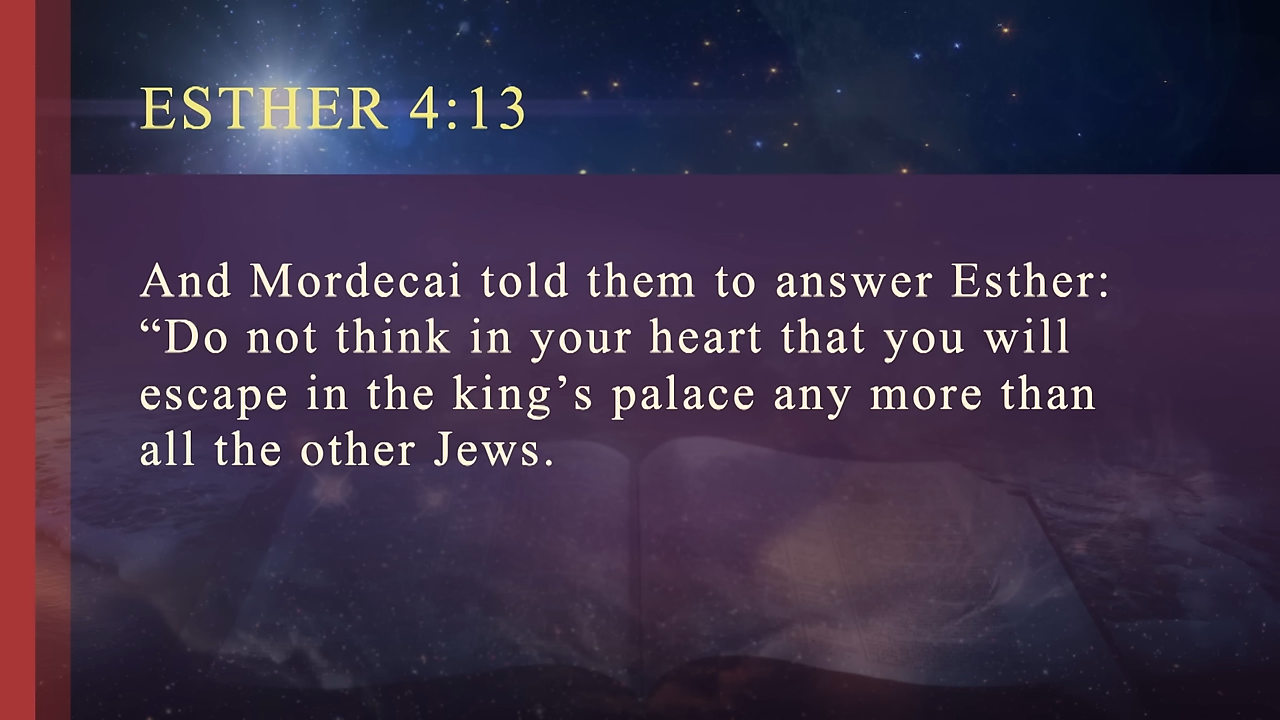 ESTHER 4:13
And Mordecai told them to answer Esther:
“Do not think in your heart that you will
escape in the king’s palace any more than
all the other Jews.